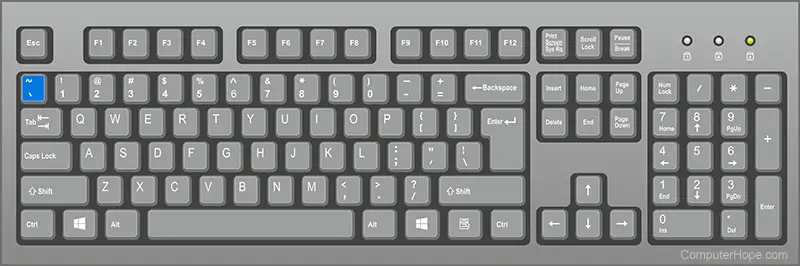 Esc F1 F2 F3 F4 F5 F6 F7 F8 F9 F10 F11 F12 Print Screen Sys Rq Scroll Lock Pause Break
~ ` ! 1 @ 2 # 3 $ 4 % 5 ^ 6 & 7 * 8 ( 9 ) 0 - - + = ←Backspace Insert Home Page Up Num Lock / * −
Tab Q W E R T Y U I O P { [ } ] Enter ↵ Delete End Page Down 7 Home 8 ↑ 9 PgUp +
Caps Lock A S D F G H J K L : ; " ' | \ 4 ← 5 6 →
⇧Shift Z X C V B N M < , > . ? / ⇧Shift ↑ 1 End 2 ↓ 3 PgDn Enter
Ctrl Alt Alt Ctrl ← ↓ → 0 Ins . Del
ComputerHope.com